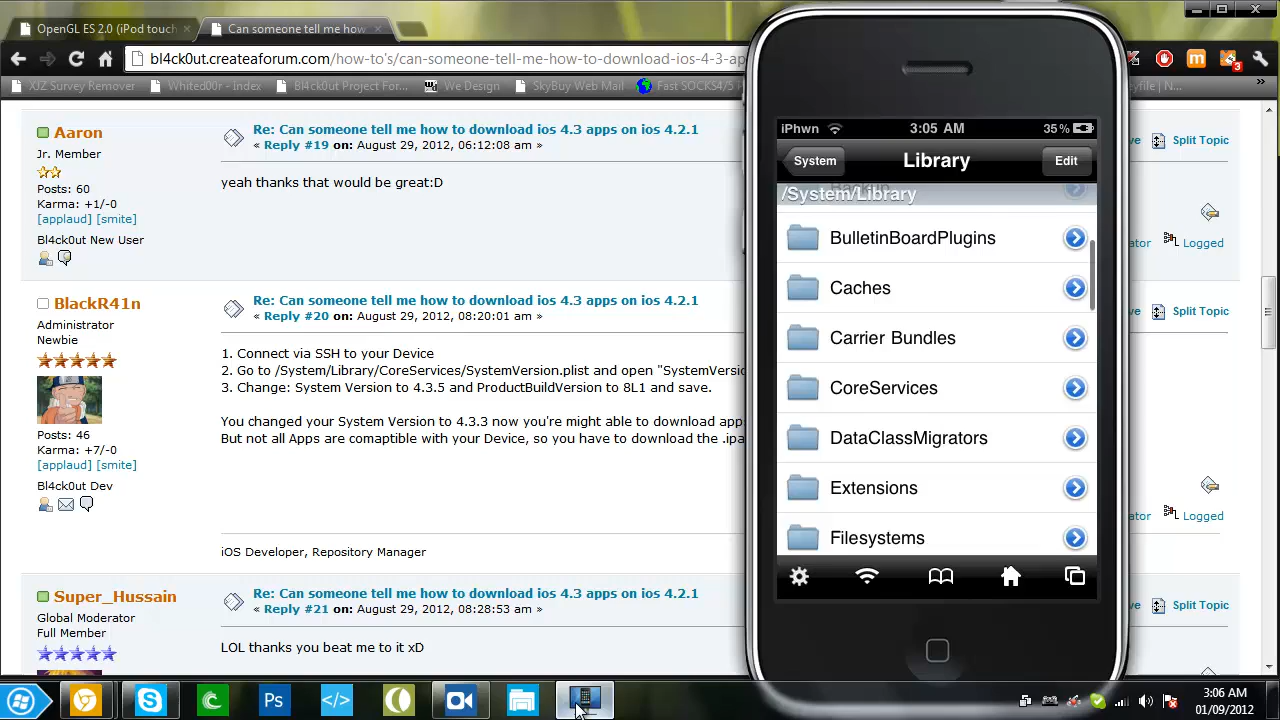 OpenGL ES 2.0 (iPod touch
Can someone tell me how
bl4ck0ut.createaforum.com/how-to's/can-someone-tell-me-how-to-download-ios-4-3-ap
XJZ Survey Remover
Whited00r - Index
Bl4ck0ut Project For...
We Design
SkyBuy Web Mail
Fast SOCKS4/5
»
Aaron
Jr. Member
Posts: 60
Karma: +1/-0
[applaud] [smite]
Bl4ck0ut New User
Re: Can someone tell me how to download ios 4.3 apps on ios 4.2.1
« Reply #19 on: August 29, 2012, 06:12:08 am »
yeah thanks that would be great:D
Split Topic
Logged
BlackR41n
Administrator
Newbie
Posts: 46
Karma: +7/-0
[applaud] [smite]
Bl4ck0ut Dev
Re: Can someone tell me how to download ios 4.3 apps on ios 4.2.1
« Reply #20 on: August 29, 2012, 08:20:01 am »
1. Connect via SSH to your Device
2. Go to /System/Library/CoreServices/SystemVersion.plist and open "SystemVersio
3. Change: System Version to 4.3.5 and ProductBuildVersion to 8L1 and save.
You changed your System Version to 4.3.3 now you're might able to download app
But not all Apps are comaptible with your Device, so you have to download the .ipa
iOS Developer, Repository Manager
Split Topic
Logged
Super_Hussain
Global Moderator
Full Member
Re: Can someone tell me how to download ios 4.3 apps on ios 4.2.1
« Reply #21 on: August 29, 2012, 08:28:53 am »
LOL thanks you beat me to it xD
Split Topic
iPhwn
3:05 AM
35%
System
Library
Edit
/System/Library
BulletinBoardPlugins
Caches
Carrier Bundles
CoreServices
DataClassMigrators
Extensions
Filesystems
Ps
</>
3:06 AM
01/09/2012